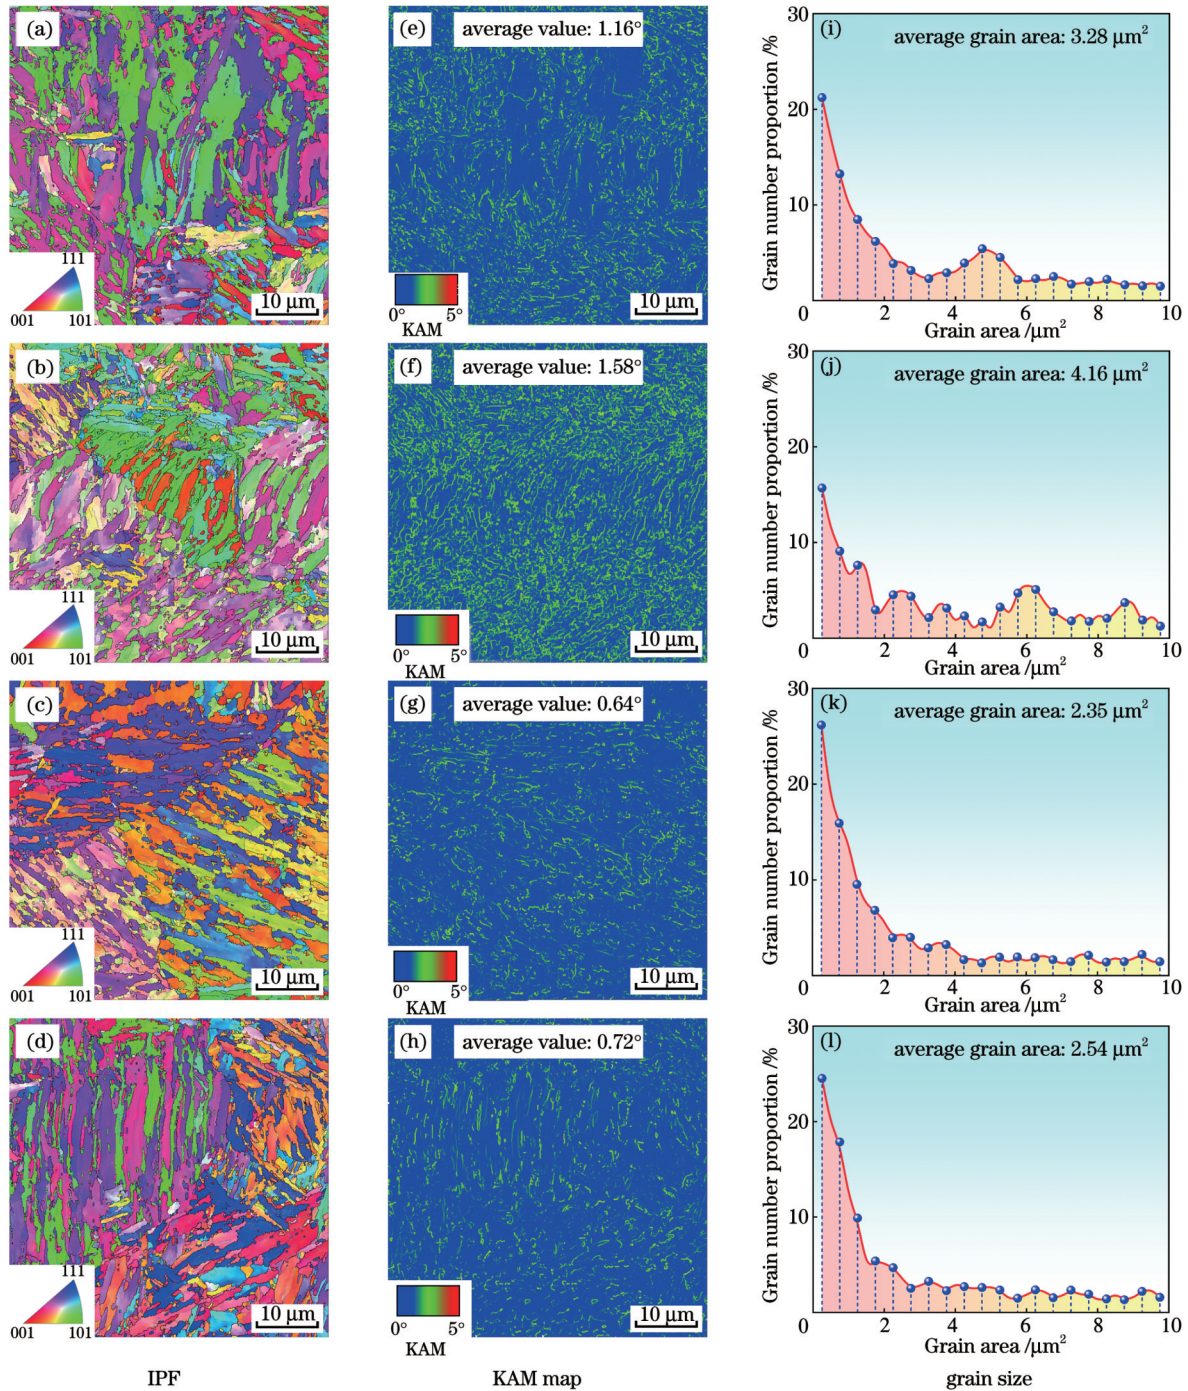 (a)
111
001 101
10 μm
(e)
average value: 1.16°
0° 5°
KAM
10 μm
(i)
average grain area: 3.28 μm²
Grain number proportion /%
30
20
10
0 2 4 6 8 10
Grain area /μm²
(b)
111
001 101
10 μm
(f)
average value: 1.58°
0° 5°
KAM
10 μm
(j)
average grain area: 4.16 μm²
Grain number proportion /%
30
20
10
0 2 4 6 8 10
Grain area /μm²
(c)
111
001 101
10 μm
(g)
average value: 0.64°
0° 5°
KAM
10 μm
(k)
average grain area: 2.35 μm²
Grain number proportion /%
30
20
10
0 2 4 6 8 10
Grain area /μm²
(d)
111
001 101
10 μm
(h)
average value: 0.72°
0° 5°
KAM
10 μm
(l)
average grain area: 2.54 μm²
Grain number proportion /%
30
20
10
0 2 4 6 8 10
Grain area /μm²
IPF
KAM map
grain size